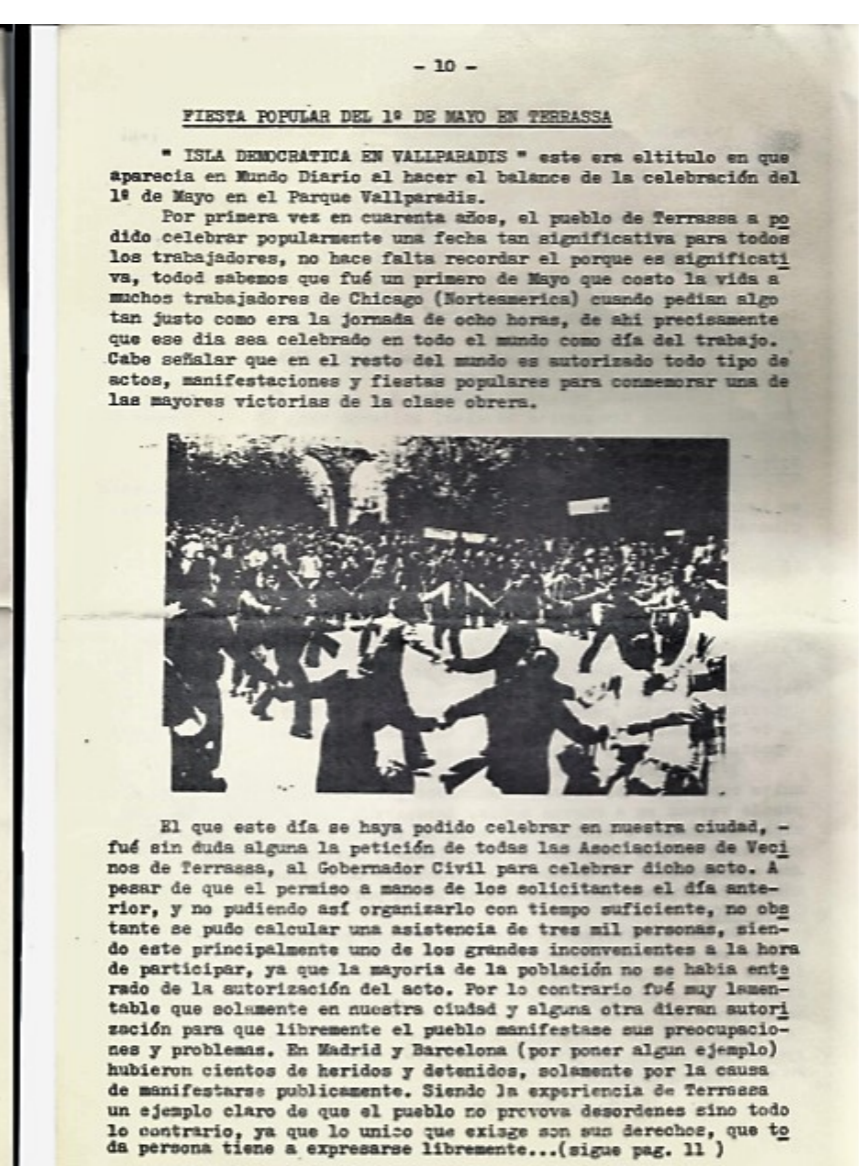 - 10 -
FIESTA POPULAR DEL 1º DE MAYO EN TERRASSA
" ISLA DEMOCRATICA EN VALLPARADIS " este era eltitulo en que
aparecia en Mundo Diario al hacer el balance de la celebración del
1º de Mayo en el Parque Vallparadis.
Por primera vez en cuarenta años, el pueblo de Terrassa a po
dido celebrar popularmente una fecha tan significativa para todos
los trabajadores, no hace falta recordar el porque es significati
va, todod sabemos que fué un primero de Mayo que costo la vida a
muchos trabajadores de Chicago (Norteamerica) cuando pedian algo
tan justo como era la jornada de ocho horas, de ahi precisamente
que ese dia sea celebrado en todo el mundo como día del trabajo.
Cabe señalar que en el resto del mundo es autorizado todo tipo de
actos, manifestaciones y fiestas populares para conmemorar una de
las mayores victorias de la clase obrera.
El que este día se haya podido celebrar en nuestra ciudad, -
fué sin duda alguna la petición de todas las Asociaciones de Veci
nos de Terrassa, al Gobernador Civil para celebrar dicho acto. A
pesar de que el permiso a manos de los solicitantes el día ante-
rior, y no pudiendo así organizarlo con tiempo suficiente, no obs
tante se pudo calcular una asistencia de tres mil personas, sien-
do este principalmente uno de los grandes inconvenientes a la hora
de participar, ya que la mayoria de la población no se habia ente
rado de la autorización del acto. Por lo contrario fué muy lamen-
table que solamente en nuestra ciudad y alguna otra dieran autori
zación para que libremente el pueblo manifestase sus preocupacio-
nes y problemas. En Madrid y Barcelona (por poner algun ejemplo)
hubieron cientos de heridos y detenidos, solamente por la causa
de manifestarse publicamente. Siendo la experiencia de Terrassa
un ejemplo claro de que el pueblo no provova desordenes sino todo
lo contrario, ya que lo unico que exisge son sus derechos, que to
da persona tiene a expresarse libremente...(sigue pag. 11 )